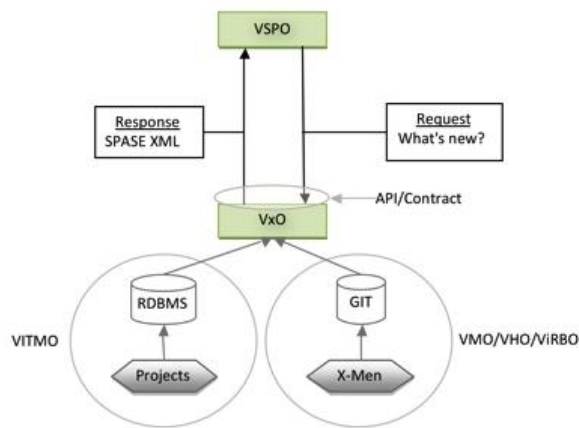 VSPO
Response
SPASE XML
Request
What's new?
API/Contract
VxO
RDBMS
GIT
VITMO
VMO/VHO/ViRBO
Projects
X-Men